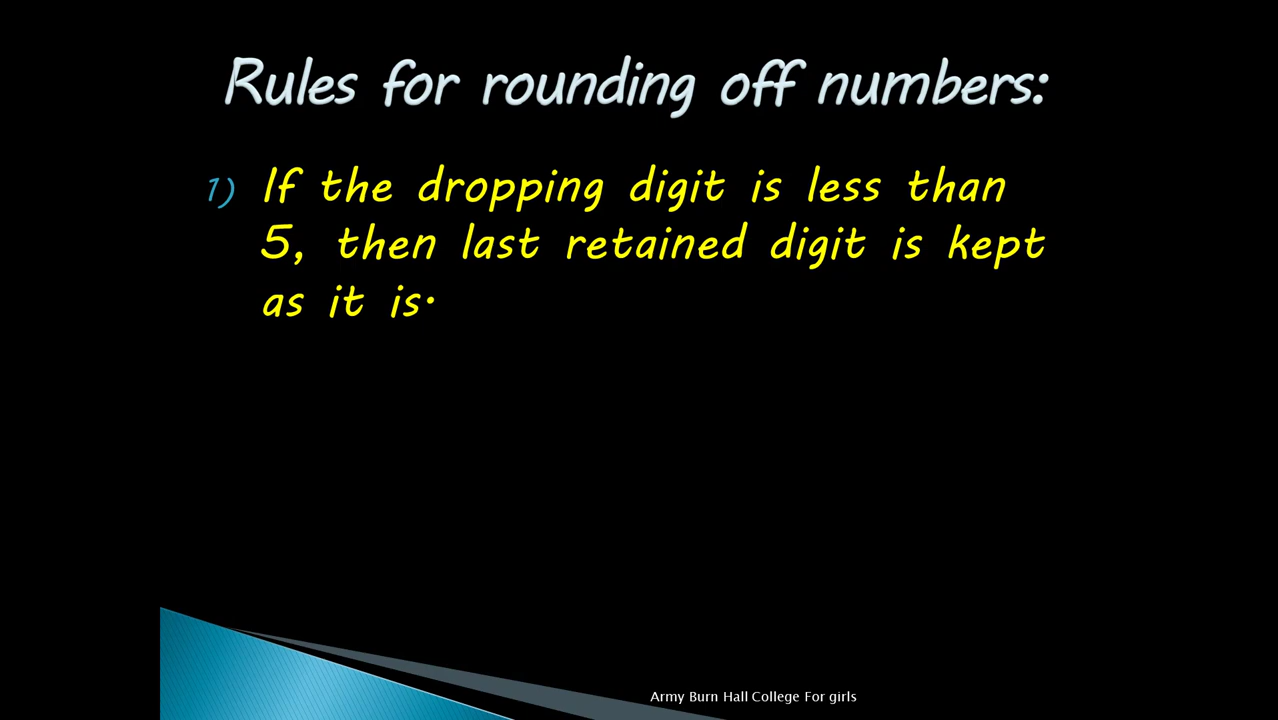 Rules for rounding off numbers:
1) If the dropping digit is less than
5, then last retained digit is kept
as it is.
Army Burn Hall College For girls